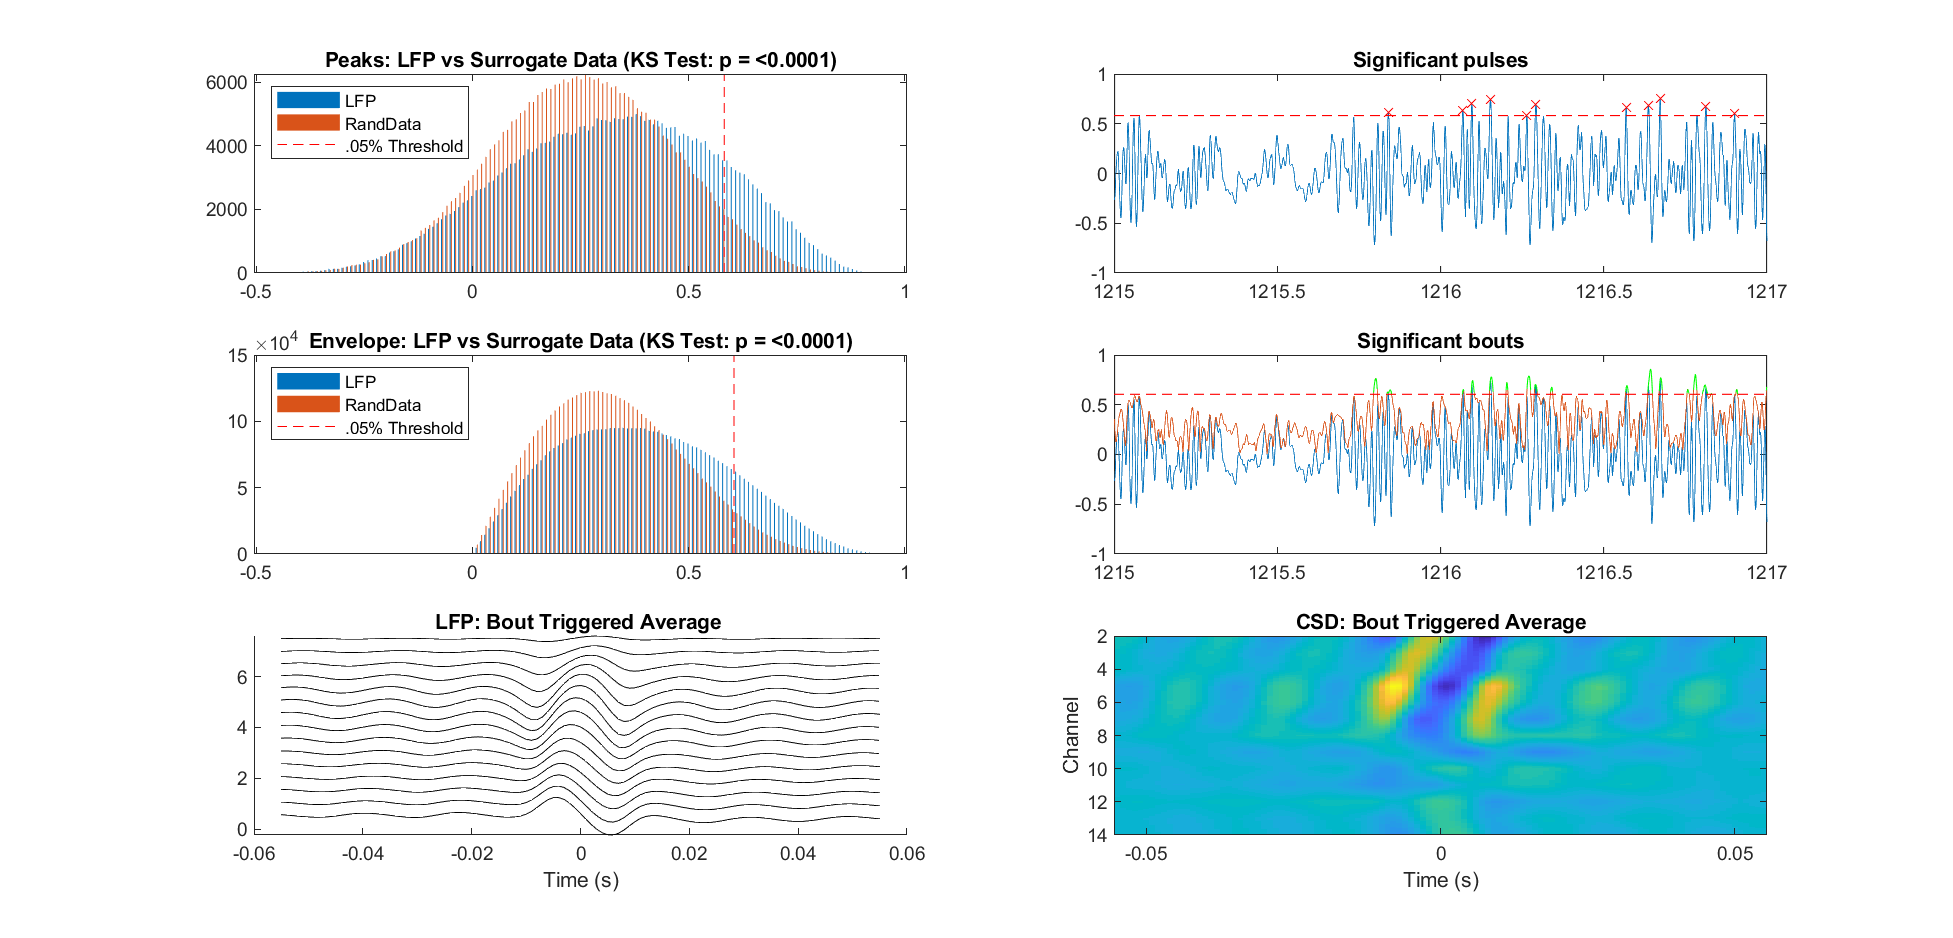 Peaks: LFP vs Surrogate Data (KS Test: p = <0.0001)
6000
4000
2000
0
LFP
RandData
.05% Threshold
-0.5 0 0.5 1
Significant pulses
1
0.5
0
-0.5
-1
1215 1215.5 1216 1216.5 1217
×10^4 Envelope: LFP vs Surrogate Data (KS Test: p = <0.0001)
15
10
5
0
LFP
RandData
.05% Threshold
-0.5 0 0.5 1
Significant bouts
1
0.5
0
-0.5
-1
1215 1215.5 1216 1216.5 1217
LFP: Bout Triggered Average
6
4
2
0
-0.06 -0.04 -0.02 0 0.02 0.04 0.06
Time (s)
CSD: Bout Triggered Average
Channel
2
4
6
8
10
12
14
-0.05 0 0.05
Time (s)